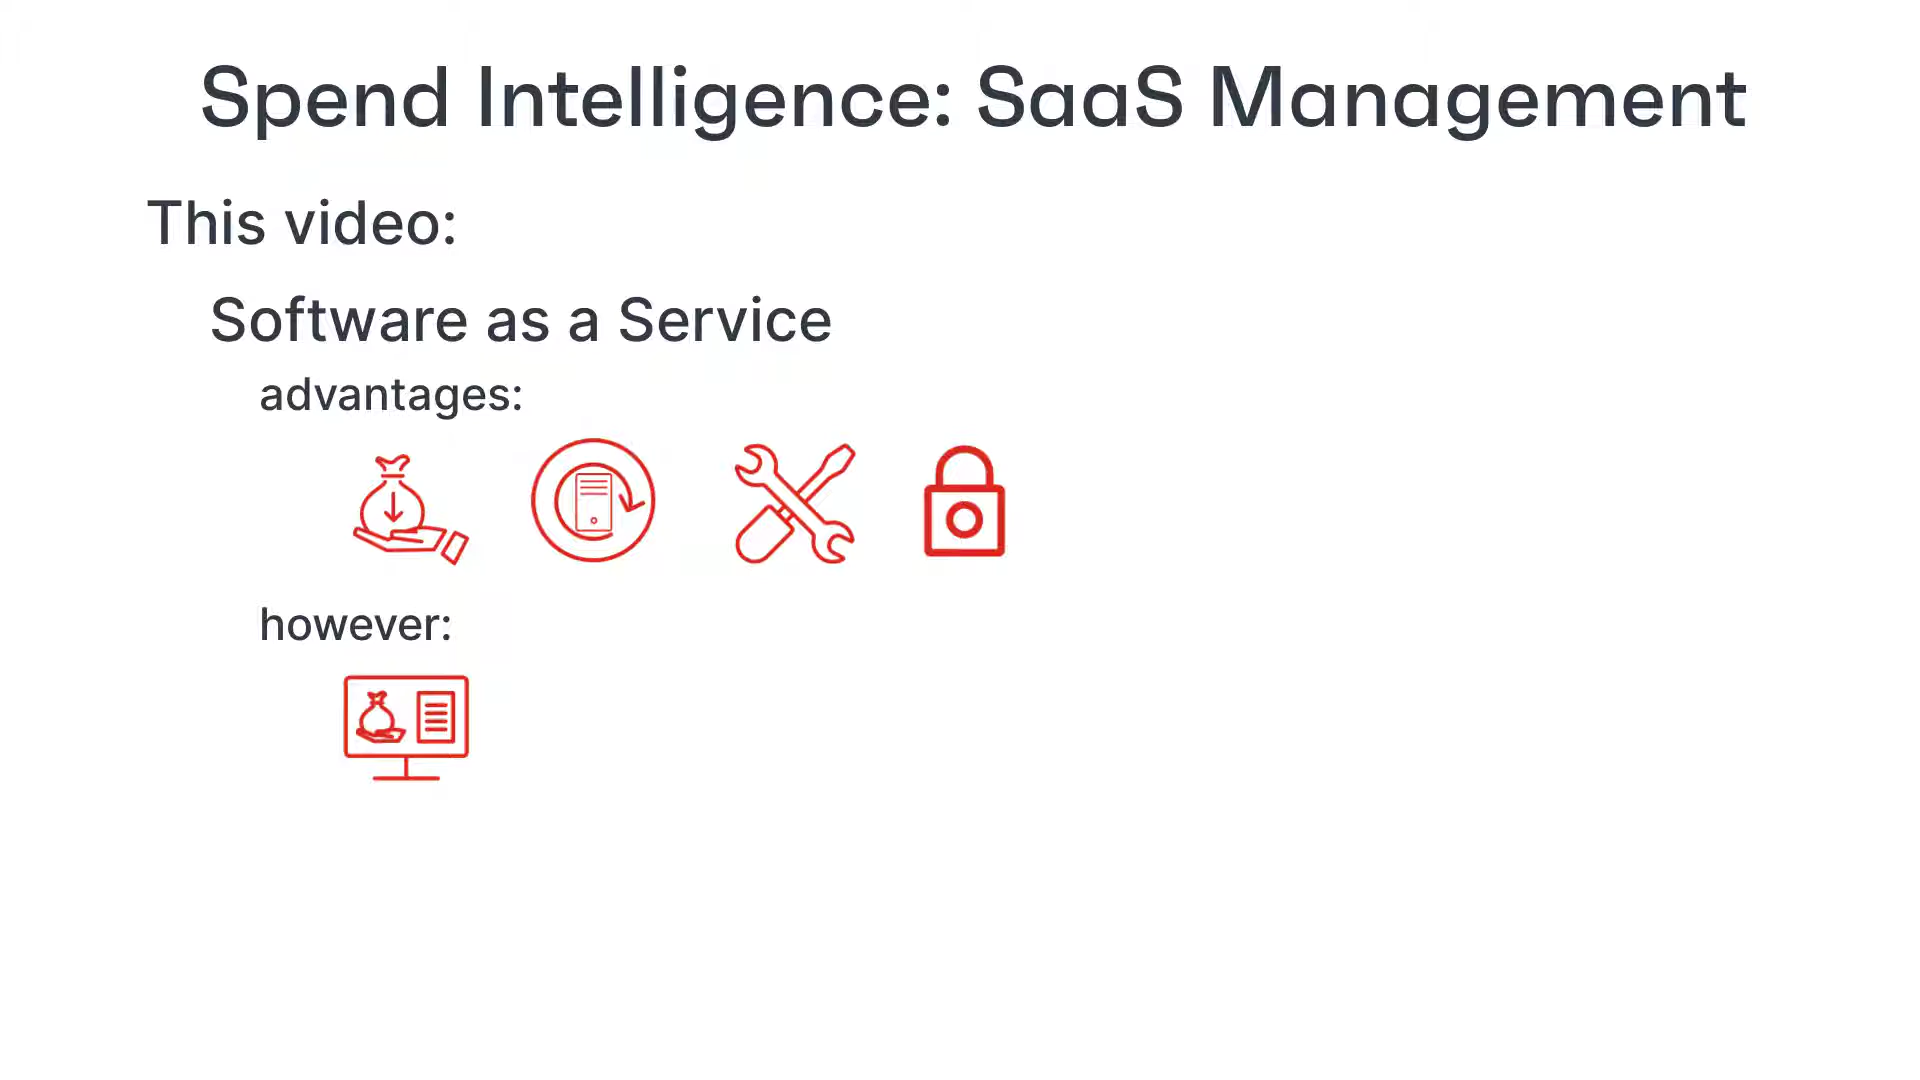 Spend Intelligence: SaaS Management
This video:
Software as a Service
advantages:
however: